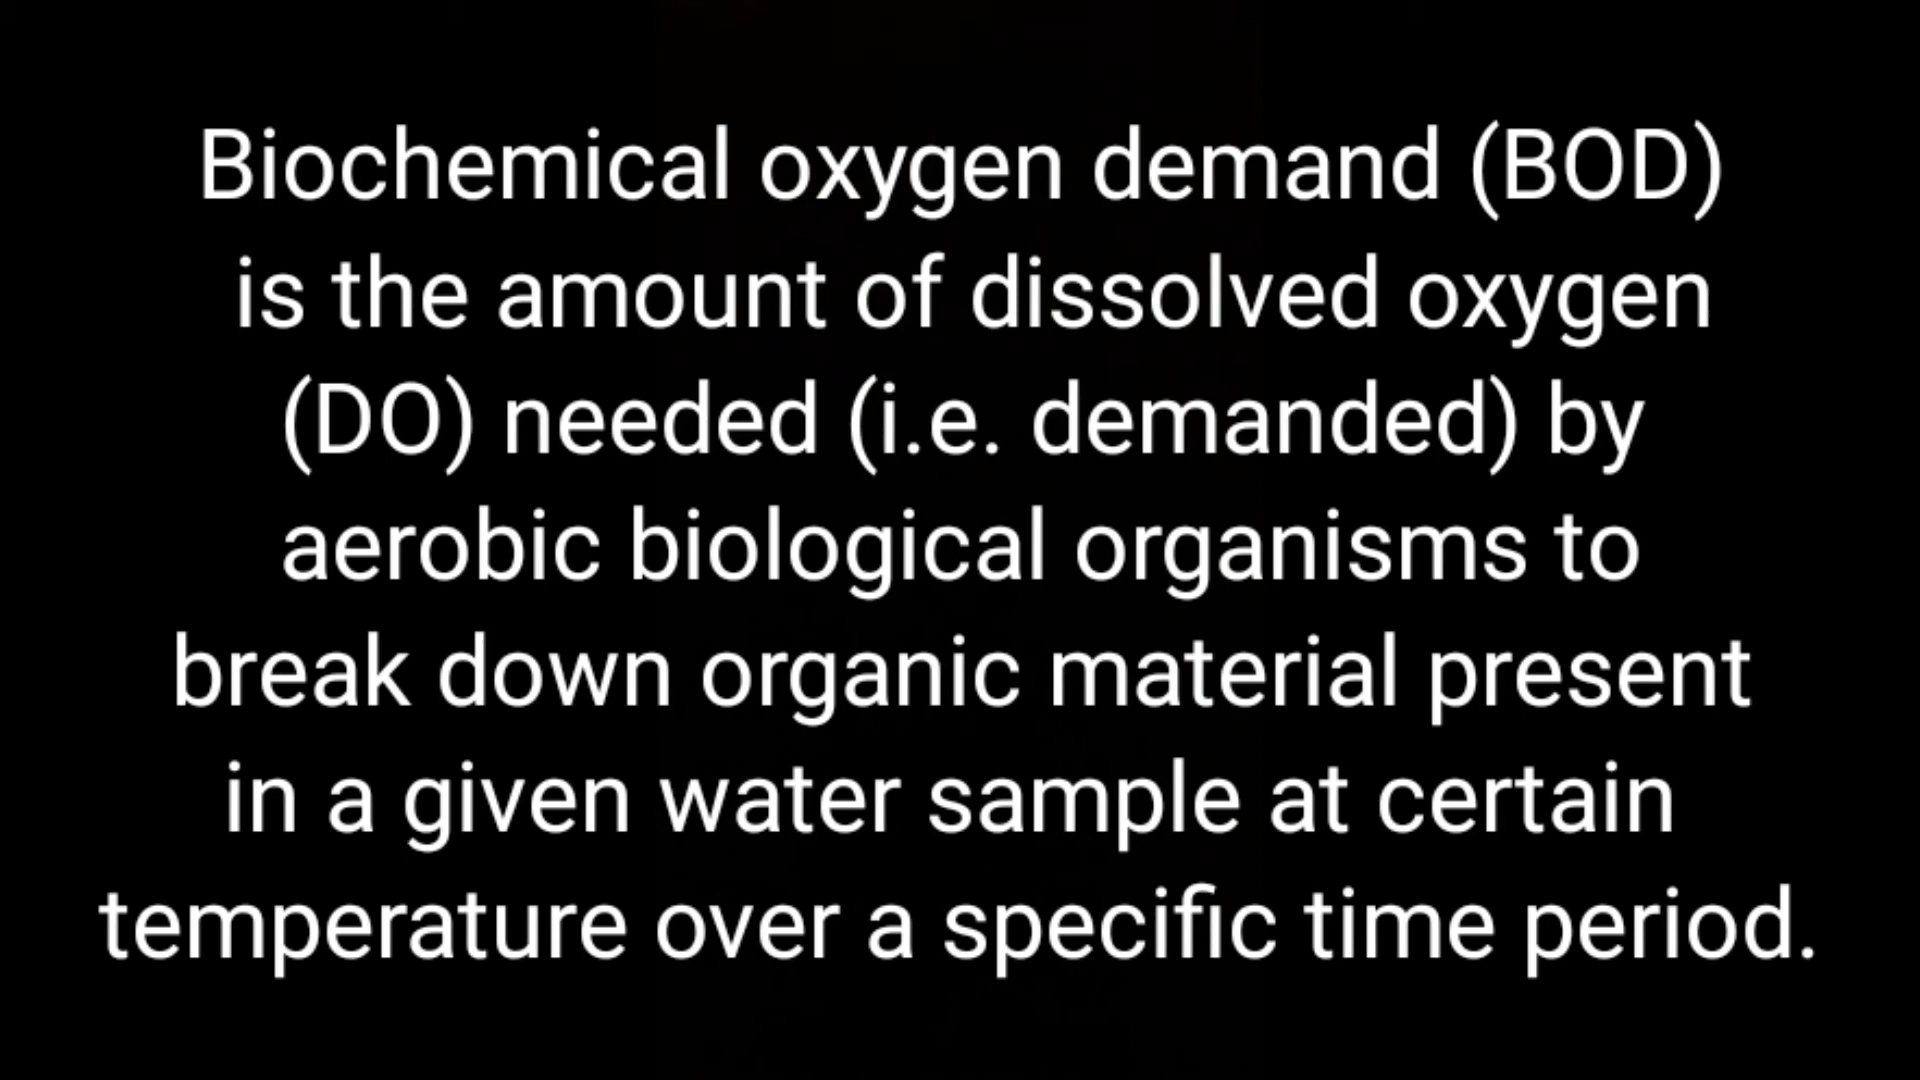 Biochemical oxygen demand (BOD)
is the amount of dissolved oxygen
(DO) needed (i.e. demanded) by
aerobic biological organisms to
break down organic material present
in a given water sample at certain
temperature over a specific time period.